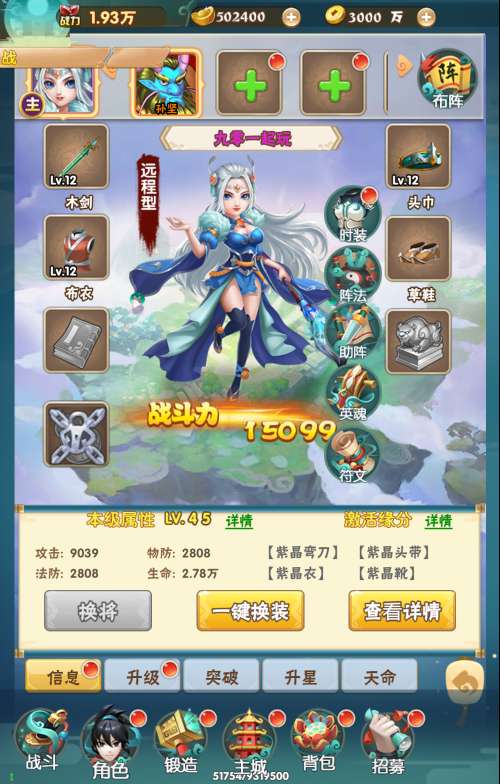 战力 1.93万 502400 3000 万
战
主 孙坚 阵 布阵
九零一起玩
远程型
Lv.12 Lv.12
木剑 头巾
时装
Lv.12
布衣 阵法 草鞋
助阵
英魂
战斗力 15099
符文
本级属性 LV.45 详情 激活缘分 详情
攻击: 9039 物防: 2808 【紫晶弯刀】 【紫晶头带】
法防: 2808 生命: 2.78万 【紫晶衣】 【紫晶靴】
换将 一键换装 查看详情
信息 升级 突破 升星 天命
战斗 角色 锻造 主城 背包 招募